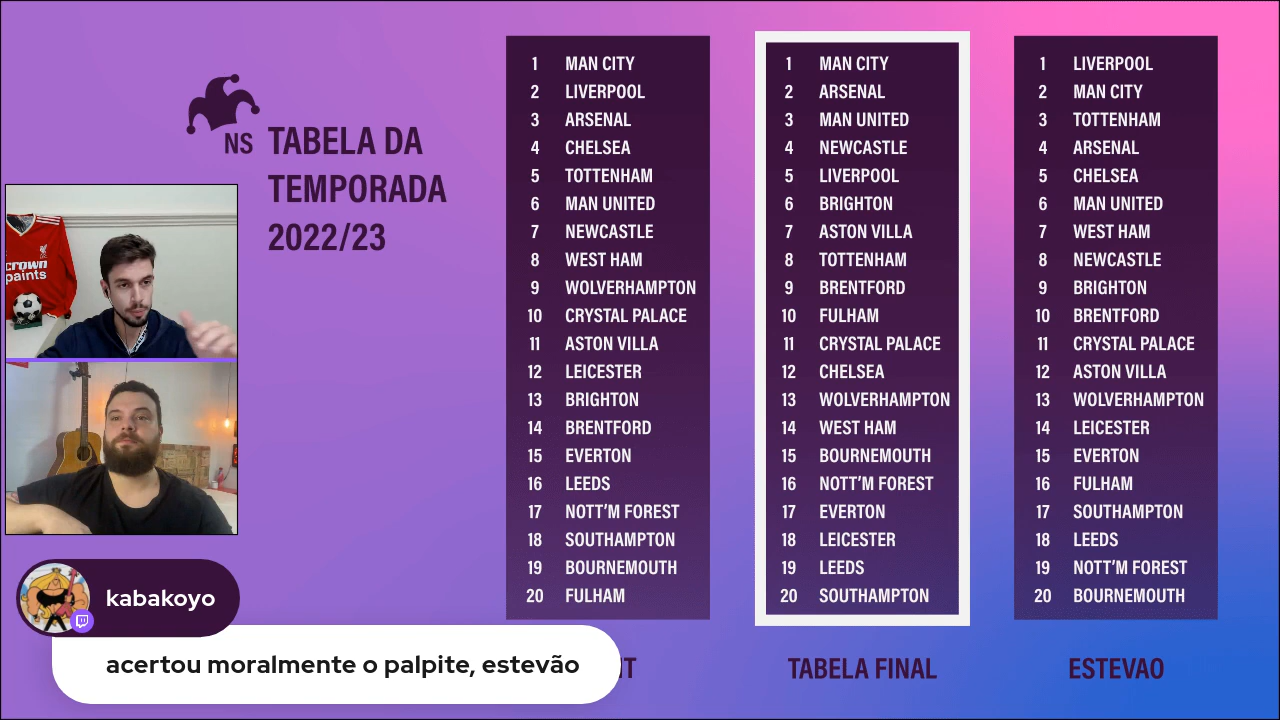 NS
TABELA DA
TEMPORADA
2022/23
1 MAN CITY
2 LIVERPOOL
3 ARSENAL
4 CHELSEA
5 TOTTENHAM
6 MAN UNITED
7 NEWCASTLE
8 WEST HAM
9 WOLVERHAMPTON
10 CRYSTAL PALACE
11 ASTON VILLA
12 LEICESTER
13 BRIGHTON
14 BRENTFORD
15 EVERTON
16 LEEDS
17 NOTT'M FOREST
18 SOUTHAMPTON
19 BOURNEMOUTH
20 FULHAM
1 MAN CITY
2 ARSENAL
3 MAN UNITED
4 NEWCASTLE
5 LIVERPOOL
6 BRIGHTON
7 ASTON VILLA
8 TOTTENHAM
9 BRENTFORD
10 FULHAM
11 CRYSTAL PALACE
12 CHELSEA
13 WOLVERHAMPTON
14 WEST HAM
15 BOURNEMOUTH
16 NOTT'M FOREST
17 EVERTON
18 LEICESTER
19 LEEDS
20 SOUTHAMPTON
TABELA FINAL
1 LIVERPOOL
2 MAN CITY
3 TOTTENHAM
4 ARSENAL
5 CHELSEA
6 MAN UNITED
7 WEST HAM
8 NEWCASTLE
9 BRIGHTON
10 BRENTFORD
11 CRYSTAL PALACE
12 ASTON VILLA
13 WOLVERHAMPTON
14 LEICESTER
15 EVERTON
16 FULHAM
17 SOUTHAMPTON
18 LEEDS
19 NOTT'M FOREST
20 BOURNEMOUTH
ESTEVAO
crown
paints
kabakoyo
acertou moralmente o palpite, estevão